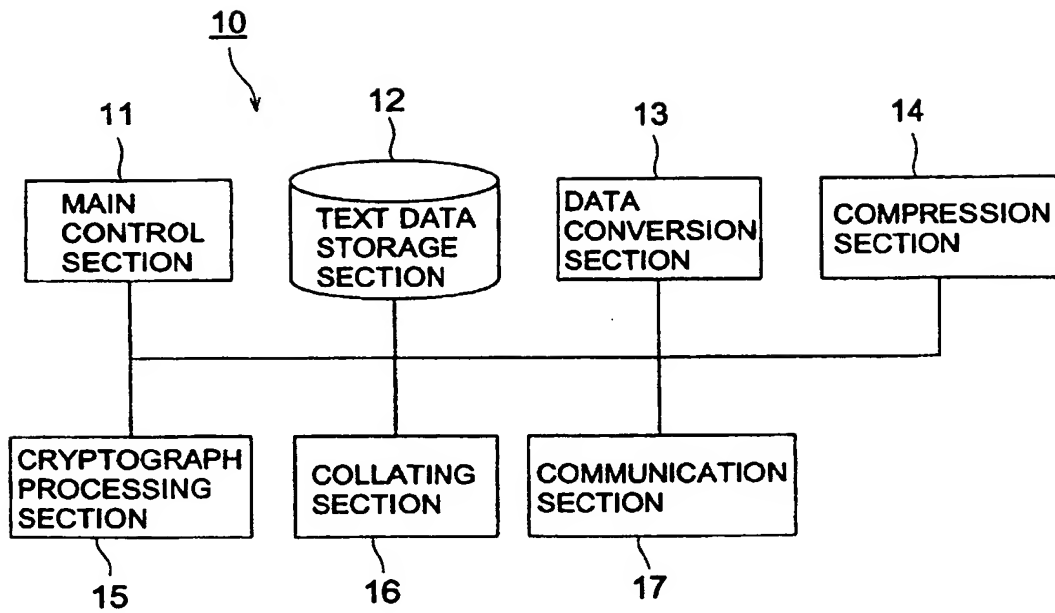 10
11
12
13
14
MAIN
CONTROL
SECTION
TEXT DATA
STORAGE
SECTION
DATA
CONVERSION
SECTION
COMPRESSION
SECTION
CRYPTOGRAPH
PROCESSING
SECTION
COLLATING
SECTION
COMMUNICATION
SECTION
15
16
17